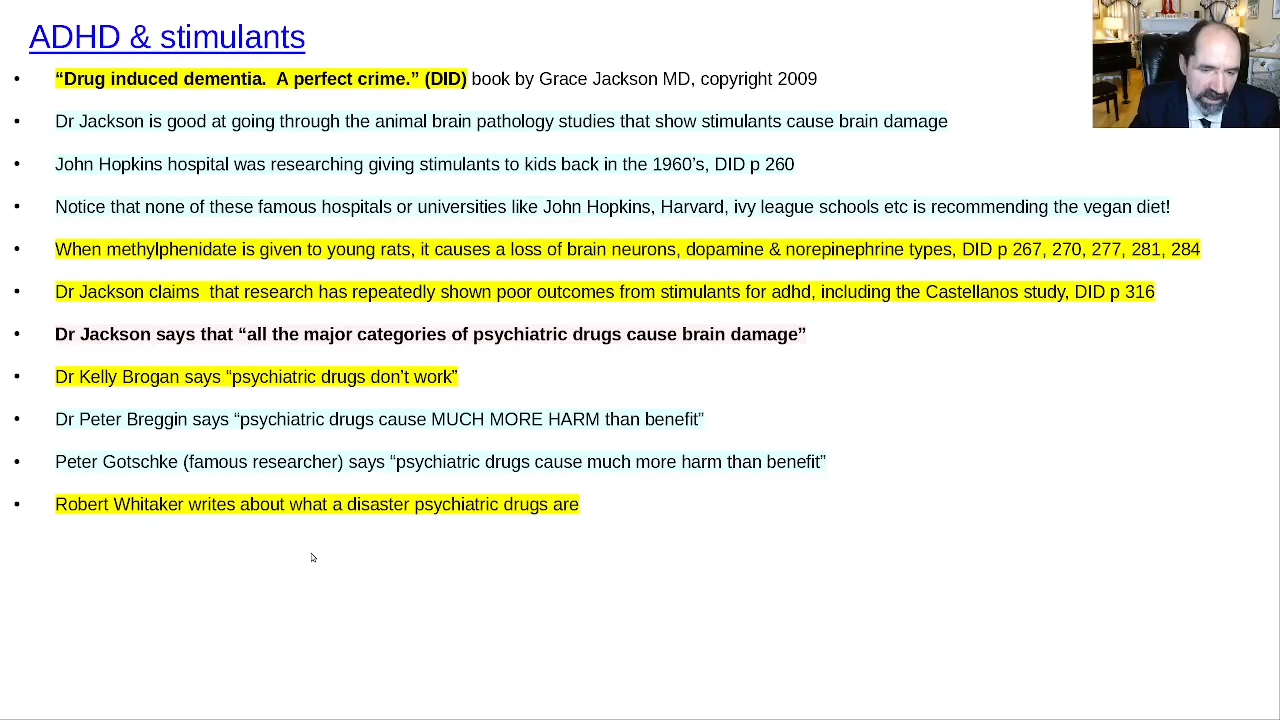 ADHD & stimulants
• “Drug induced dementia.  A perfect crime.” (DID) book by Grace Jackson MD, copyright 2009
• Dr Jackson is good at going through the animal brain pathology studies that show stimulants cause brain damage
• John Hopkins hospital was researching giving stimulants to kids back in the 1960’s, DID p 260
• Notice that none of these famous hospitals or universities like John Hopkins, Harvard, ivy league schools etc is recommending the vegan diet!
• When methylphenidate is given to young rats, it causes a loss of brain neurons, dopamine & norepinephrine types, DID p 267, 270, 277, 281, 284
• Dr Jackson claims  that research has repeatedly shown poor outcomes from stimulants for adhd, including the Castellanos study, DID p 316
• Dr Jackson says that “all the major categories of psychiatric drugs cause brain damage”
• Dr Kelly Brogan says “psychiatric drugs don’t work”
• Dr Peter Breggin says “psychiatric drugs cause MUCH MORE HARM than benefit”
• Peter Gotschke (famous researcher) says “psychiatric drugs cause much more harm than benefit”
• Robert Whitaker writes about what a disaster psychiatric drugs are